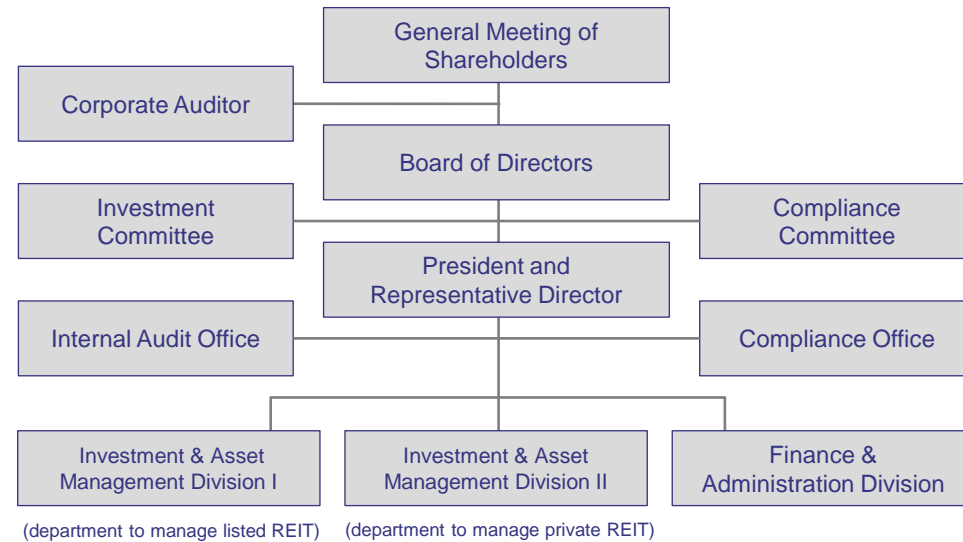 General Meeting of
Shareholders
Corporate Auditor
Board of Directors
Investment
Committee
Compliance
Committee
President and
Representative Director
Internal Audit Office
Compliance Office
Investment & Asset
Management Division I
Investment & Asset
Management Division II
Finance &
Administration Division
(department to manage listed REIT)
(department to manage private REIT)